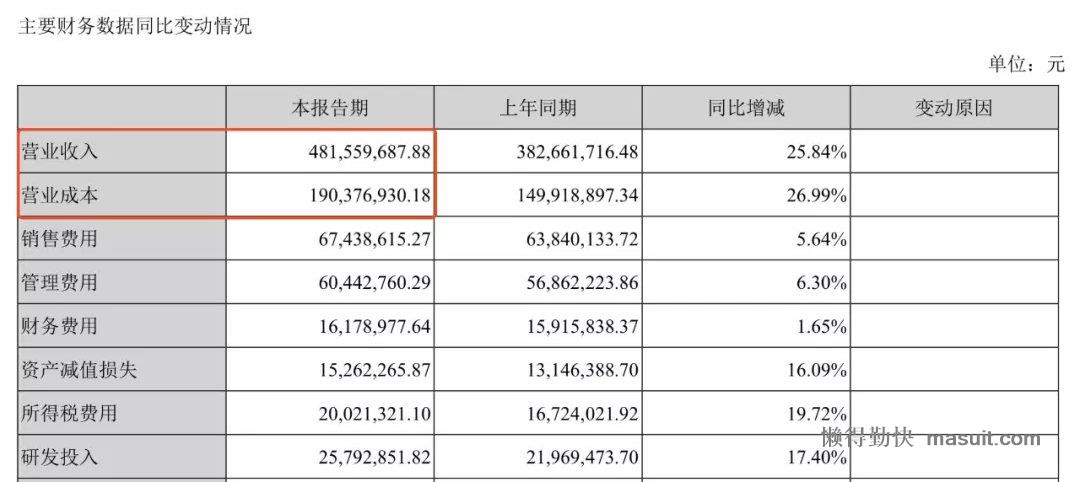 主要财务数据同比变动情况
单位：元
本报告期 上年同期 同比增减 变动原因
营业收入 481,559,687.88 382,661,716.48 25.84%
营业成本 190,376,930.18 149,918,897.34 26.99%
销售费用 67,438,615.27 63,840,133.72 5.64%
管理费用 60,442,760.29 56,862,223.86 6.30%
财务费用 16,178,977.64 15,915,838.37 1.65%
资产减值损失 15,262,265.87 13,146,388.70 16.09%
所得税费用 20,021,321.10 16,724,021.92 19.72%
懒得勤快 masuit.com
研发投入 25,792,851.82 21,969,473.70 17.40%